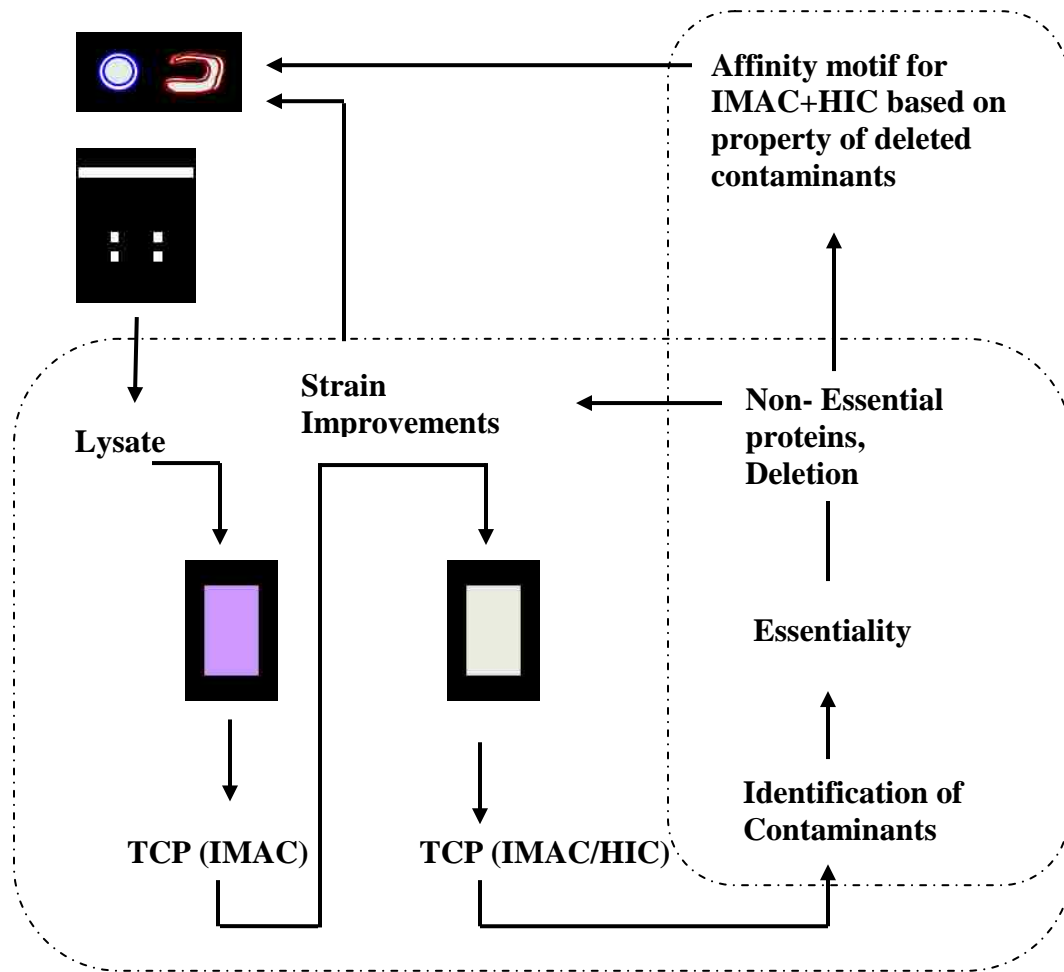 Affinity motif for
IMAC+HIC based on
property of deleted
contaminants
Strain
Improvements
Non- Essential
proteins,
Deletion
Lysate
Essentiality
Identification of
Contaminants
TCP (IMAC)
TCP (IMAC/HIC)